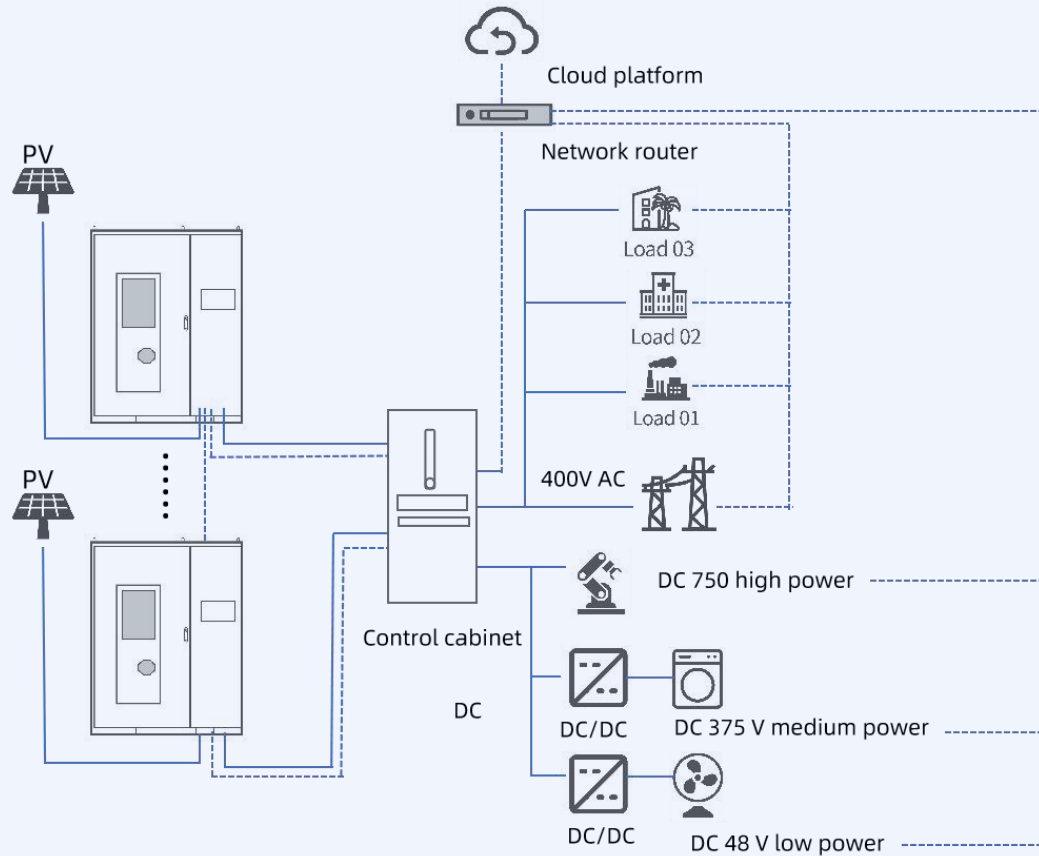 Cloud platform
Network router
PV
Load 03
Load 02
Load 01
PV
400V AC
DC 750 high power
Control cabinet
DC
DC/DC
DC 375 V medium power
DC/DC
DC 48 V low power